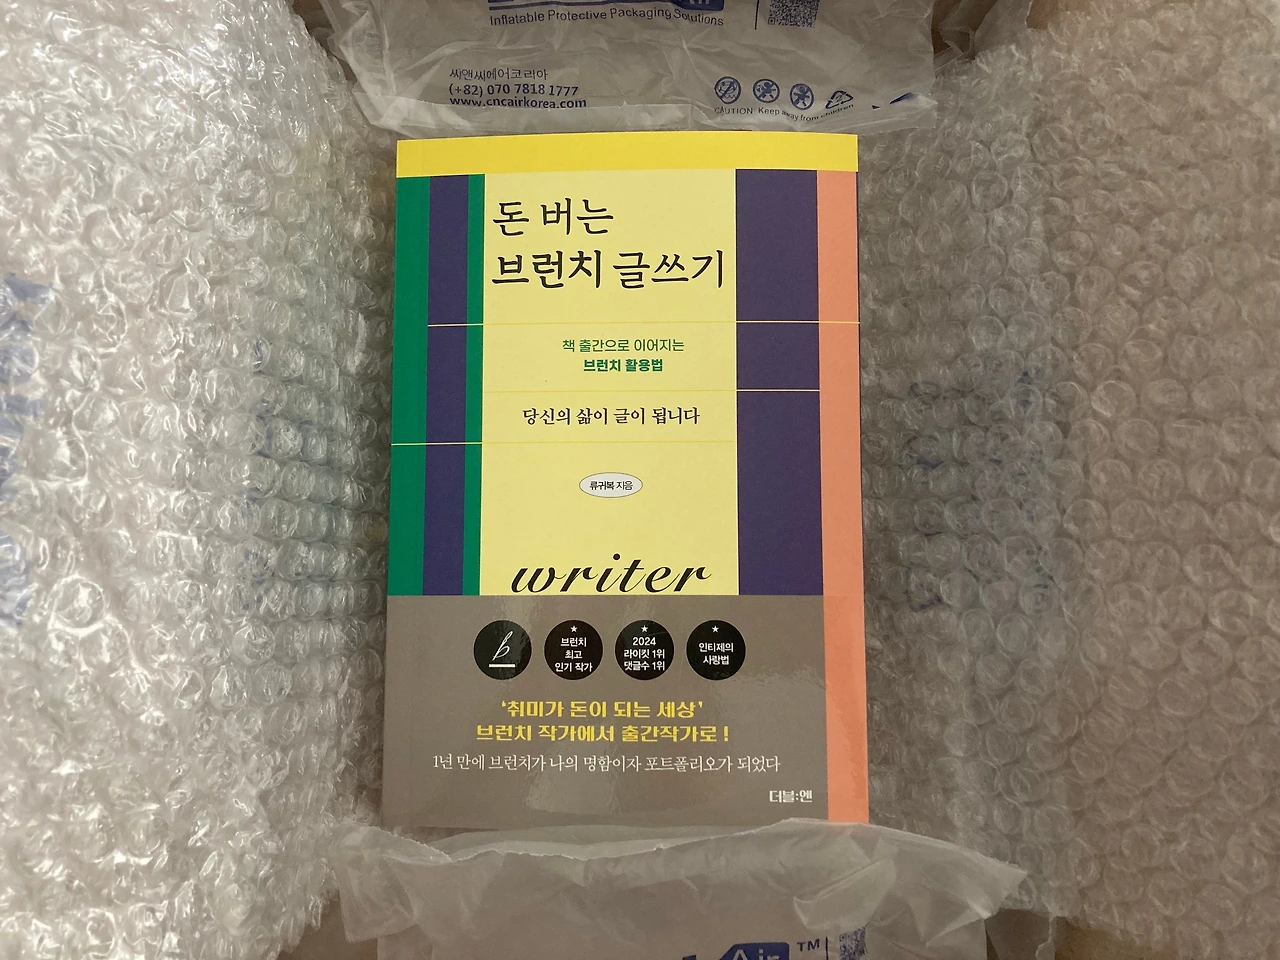 Inflatable Protective Packaging Solutions
씨앤씨에어코리아
(+82) 070 7818 1777
www.cncairkorea.com
CAUTION: Keep away from children
돈 버는
브런치 글쓰기
책 출간으로 이어지는
브런치 활용법
당신의 삶이 글이 됩니다
류귀복 지음
writer
b
브런치
최고
인기 작가
2024
라이킷 1위
댓글수 1위
인티제의
사랑법
‘취미가 돈이 되는 세상’
브런치 작가에서 출간작가로!
1년 만에 브런치가 나의 명함이자 포트폴리오가 되었다
더블:엔
Air TM